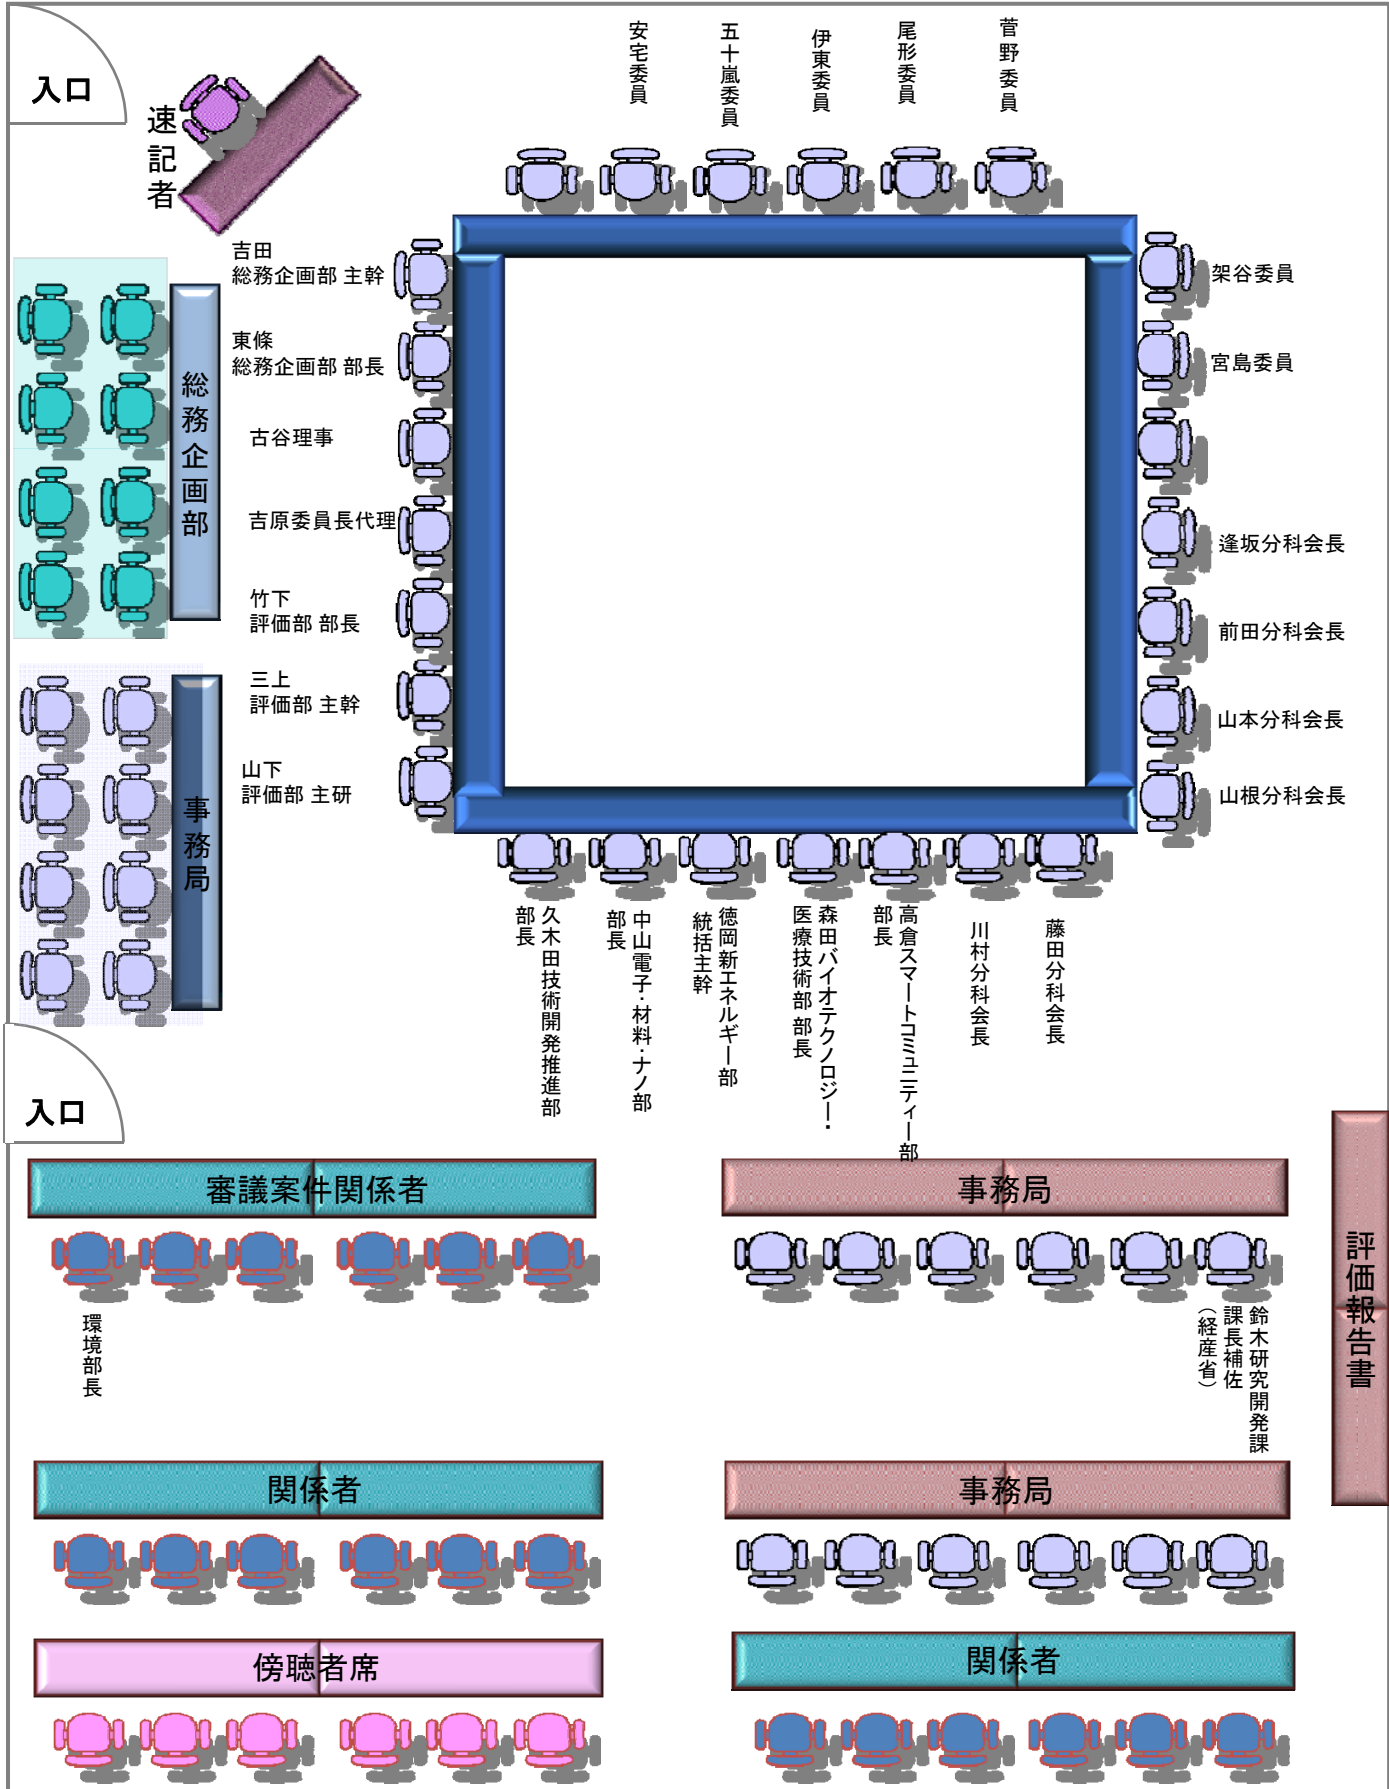 入口
速記者
安宅委員
五十嵐委員
伊東委員
尾形委員
菅野委員
吉田
総務企画部 主幹
東條
総務企画部 部長
古谷理事
吉原委員長代理
竹下
評価部 部長
三上
評価部 主幹
山下
評価部 主研
総務企画部
事務局
架谷委員
宮島委員
逢坂分科会長
前田分科会長
山本分科会長
山根分科会長
久木田技術開発推進部
部長
中山電子・材料・ナノ部
部長
徳岡新エネルギー部
統括主幹
森田バイオテクノロジー・
医療技術部 部長
高倉スマートコミュニティー部
部長
川村分科会長
藤田分科会長
入口
審議案件関係者
環境部長
事務局
鈴木研究開発課
課長補佐
（経産省）
評価報告書
関係者
事務局
傍聴者席
関係者